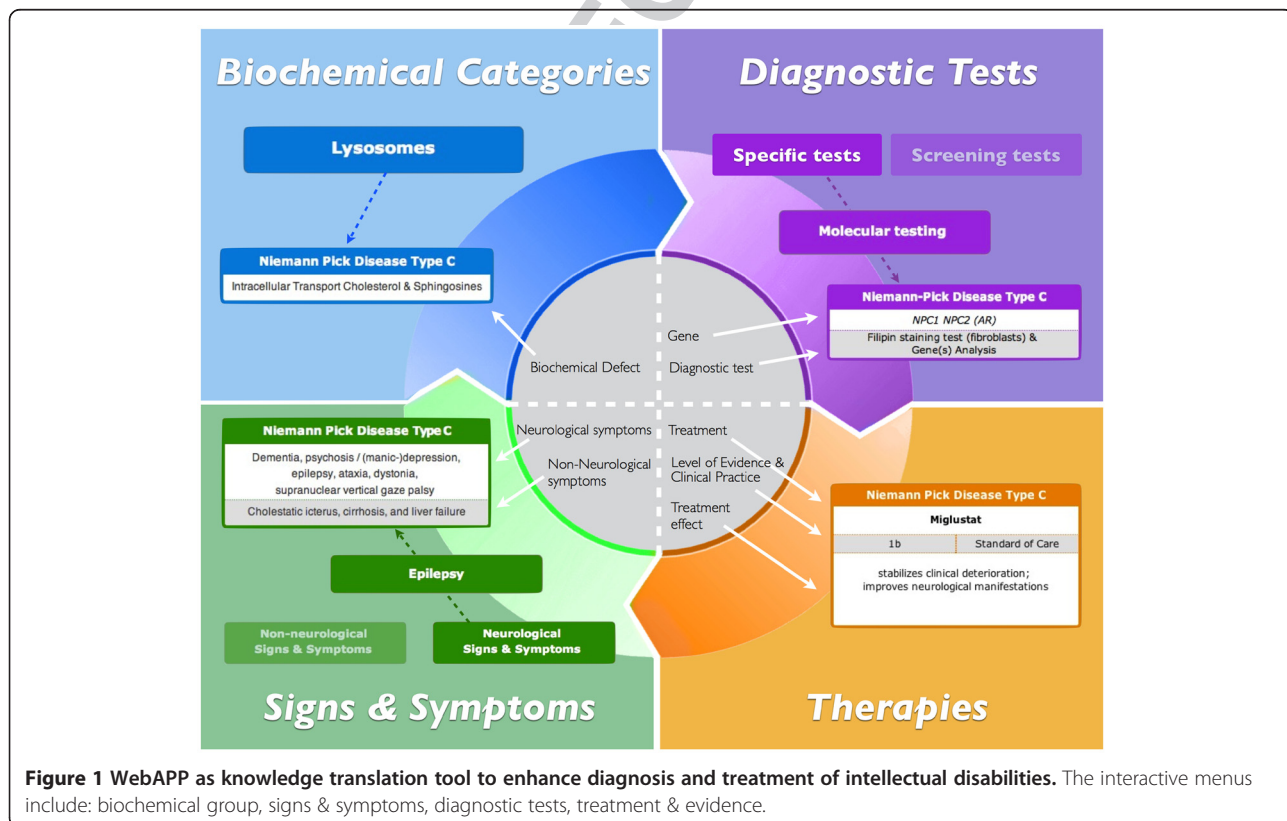 Biochemical Categories
Lysosomes
Niemann Pick Disease Type C
Intracellular Transport Cholesterol & Sphingosines
Biochemical Defect
Diagnostic Tests
Specific tests
Screening tests
Molecular testing
Niemann-Pick Disease Type C
NPC1 NPC2 (AR)
Filipin staining test (fibroblasts) &
Gene(s) Analysis
Gene
Diagnostic test
Niemann Pick Disease Type C
Dementia, psychosis / (manic-)depression,
epilepsy, ataxia, dystonia,
supranuclear vertical gaze palsy
Cholestatic icterus, cirrhosis, and liver failure
Neurological symptoms
Non-Neurological
symptoms
Epilepsy
Non-neurological
Signs & Symptoms
Neurological
Signs & Symptoms
Signs & Symptoms
Treatment
Level of Evidence &
Clinical Practice
Treatment
effect
Niemann Pick Disease Type C
Miglustat
1b
Standard of Care
stabilizes clinical deterioration;
improves neurological manifestations
Therapies
Figure 1 WebAPP as knowledge translation tool to enhance diagnosis and treatment of intellectual disabilities. The interactive menus
include: biochemical group, signs & symptoms, diagnostic tests, treatment & evidence.